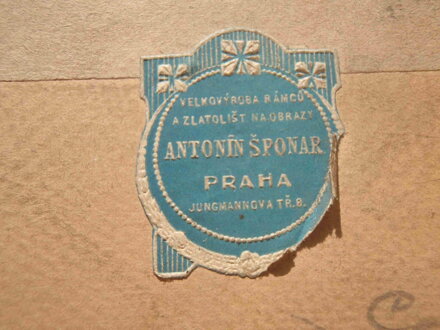 VELKOVÝROBA RÁMCŮ
A ZLATOLIŠT NA OBRAZY
ANTONÍN ŠPONAR
PRAHA
JUNGMANNOVA TŘ. 8.